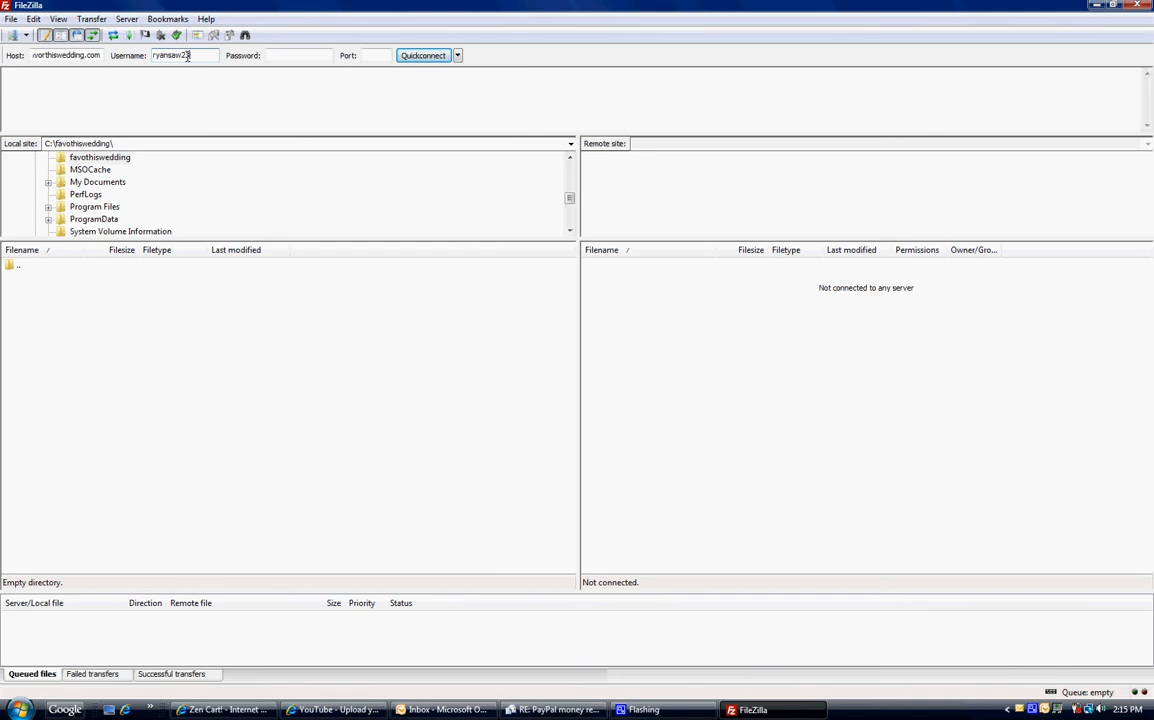 FileZilla
File Edit View Transfer Server Bookmarks Help
Host: vorthiswedding.com Username: ryansaw23 Password: Port: Quickconnect
Local site: C:\favothiswedding\ Remote site:
favothiswedding
MSOCache
My Documents
PerfLogs
Program Files
ProgramData
System Volume Information
Filename / Filesize Filetype Last modified Filename / Filesize Filetype Last modified Permissions Owner/Gro...
..
Not connected to any server
Empty directory. Not connected.
Server/Local file Direction Remote file Size Priority Status
Queued files Failed transfers Successful transfers
Queue: empty
Google » Zen Cart! - Internet ... YouTube - Upload y... Inbox - Microsoft O... RE: PayPal money re... Flashing FileZilla < 2:15 PM